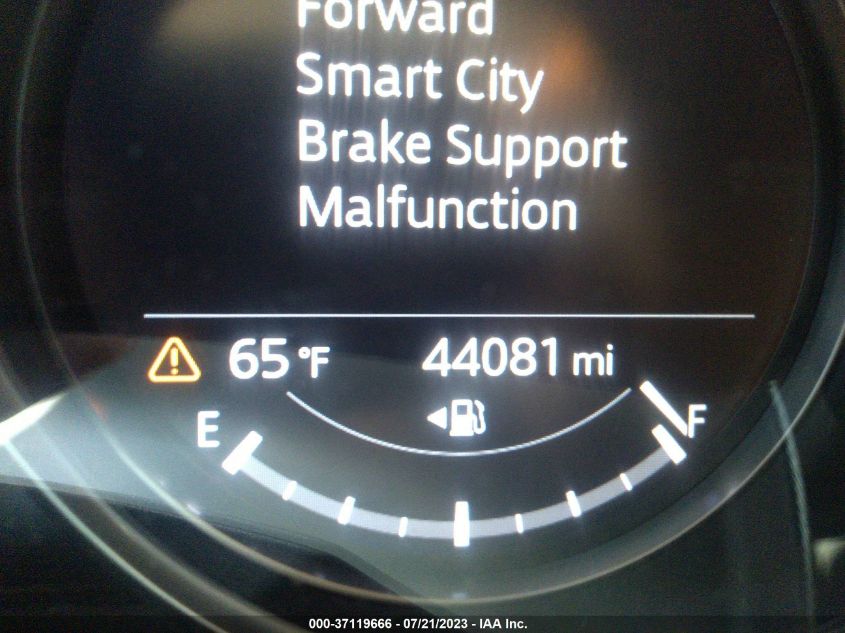 Forward
Smart City
Brake Support
Malfunction
65 °F 44081 mi
E F
000-37119666 - 07/21/2023 - IAA Inc.